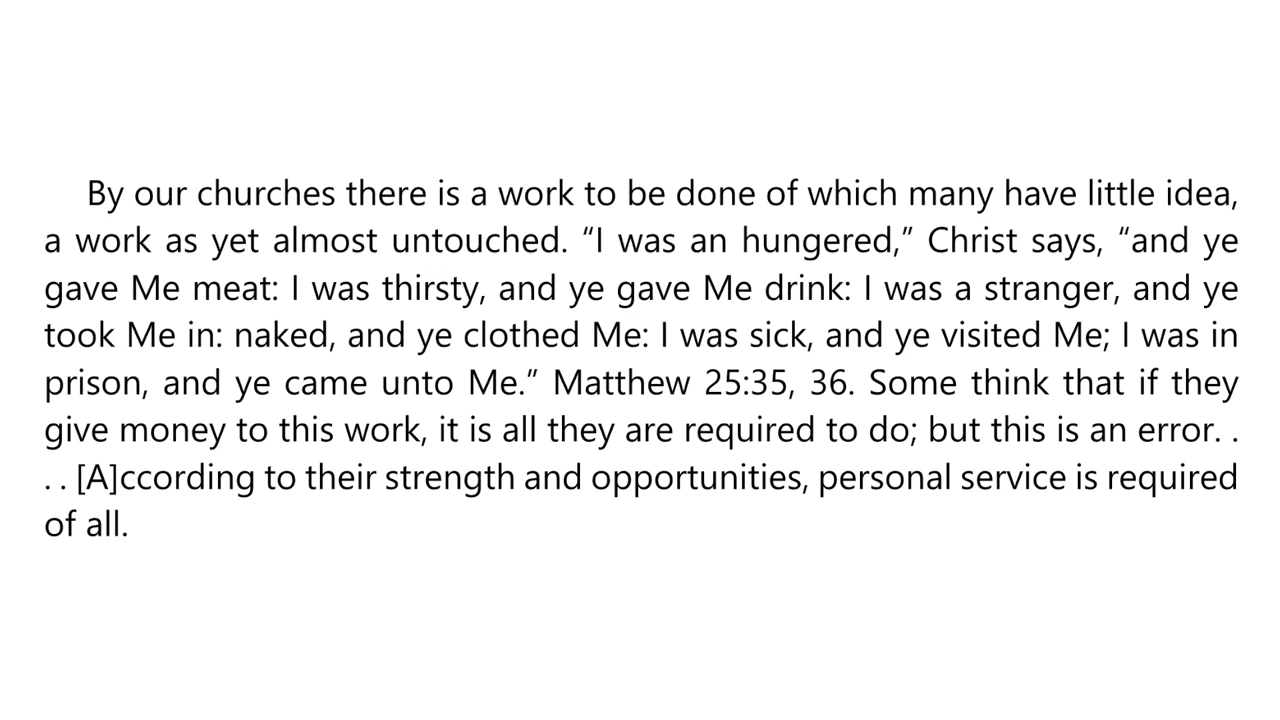 By our churches there is a work to be done of which many have little idea,
a work as yet almost untouched. “I was an hungered,” Christ says, “and ye
gave Me meat: I was thirsty, and ye gave Me drink: I was a stranger, and ye
took Me in: naked, and ye clothed Me: I was sick, and ye visited Me; I was in
prison, and ye came unto Me.” Matthew 25:35, 36. Some think that if they
give money to this work, it is all they are required to do; but this is an error. .
. . [A]ccording to their strength and opportunities, personal service is required
of all.